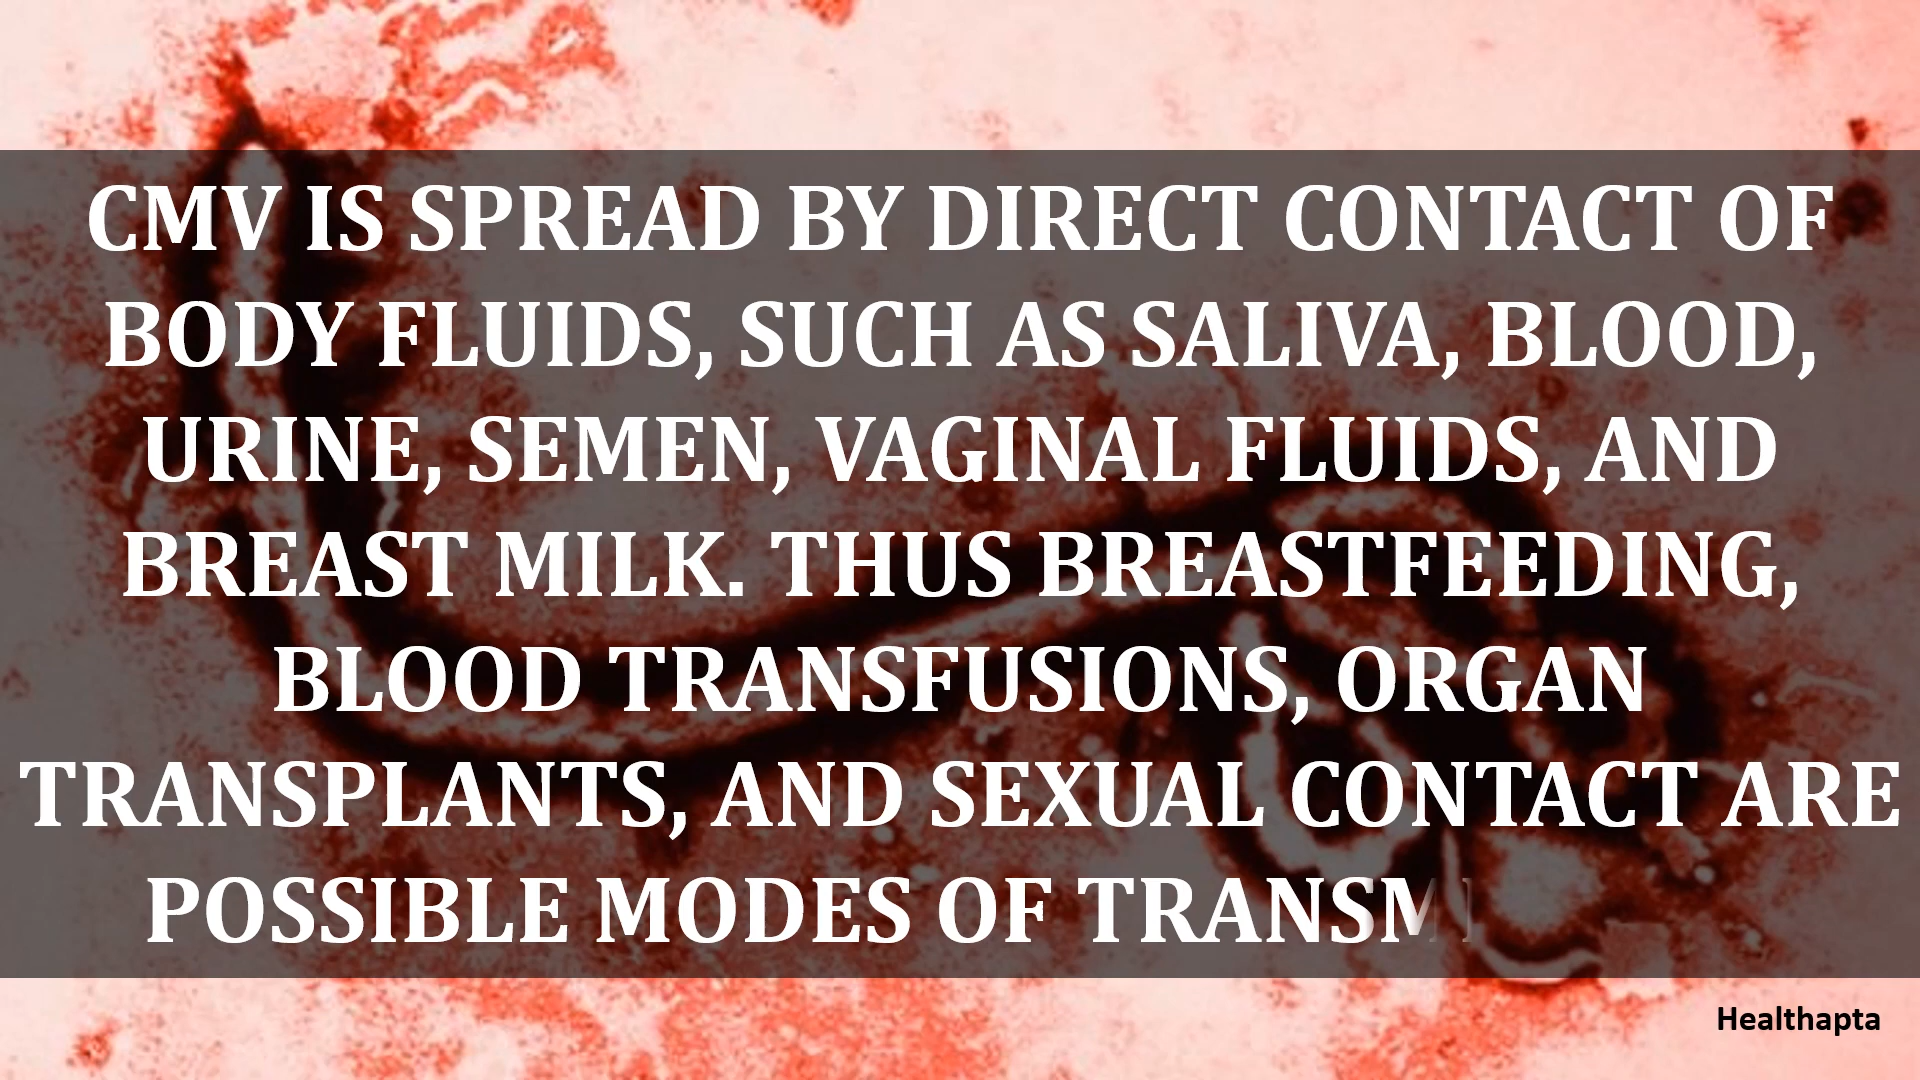 CMV IS SPREAD BY DIRECT CONTACT OF
BODY FLUIDS, SUCH AS SALIVA, BLOOD,
URINE, SEMEN, VAGINAL FLUIDS, AND
BREAST MILK. THUS BREASTFEEDING,
BLOOD TRANSFUSIONS, ORGAN
TRANSPLANTS, AND SEXUAL CONTACT ARE
POSSIBLE MODES OF
Healthapta